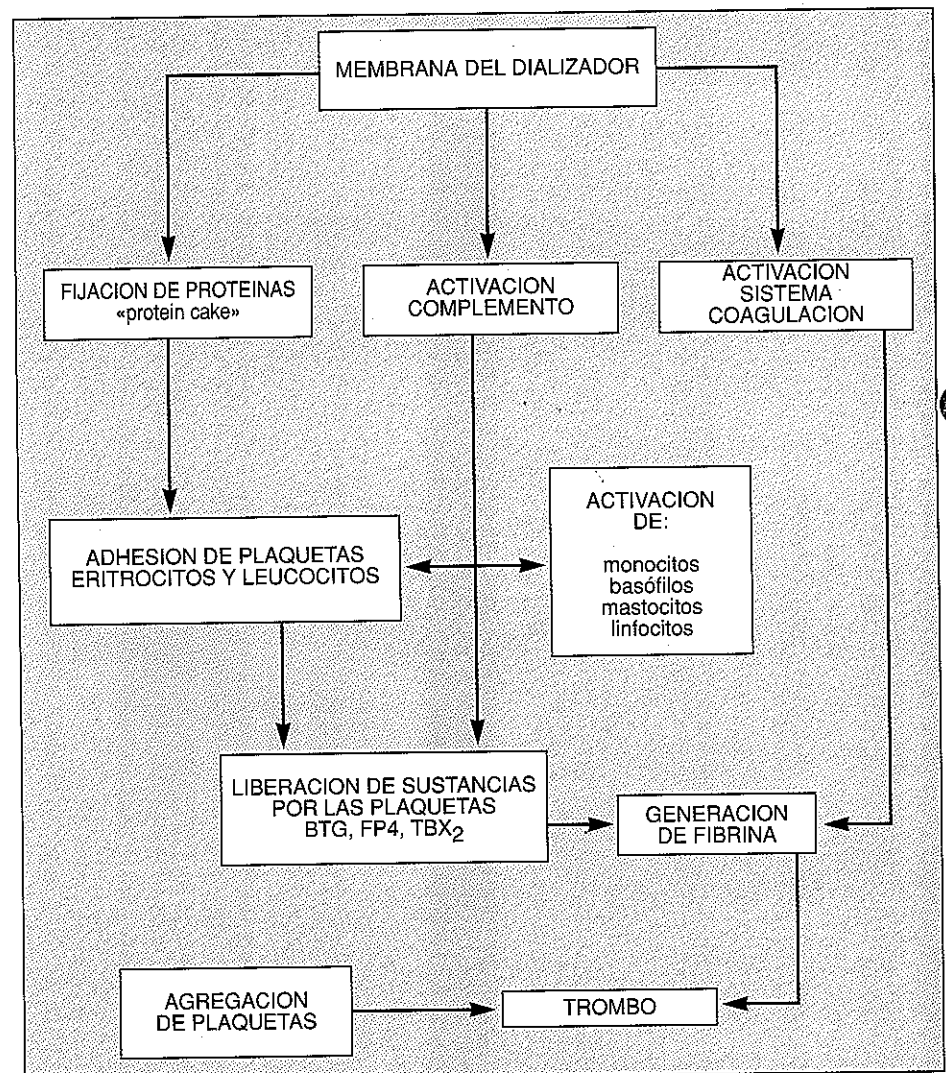 MEMBRANA DEL DIALIZADOR
FIJACION DE PROTEINAS
«protein cake»
ACTIVACION
COMPLEMENTO
ACTIVACION
SISTEMA
COAGULACION
ADHESION DE PLAQUETAS
ERITROCITOS Y LEUCOCITOS
ACTIVACION
DE:
monocitos
basófilos
mastocitos
linfocitos
LIBERACION DE SUSTANCIAS
POR LAS PLAQUETAS
BTG, FP4, TBX2
GENERACION
DE FIBRINA
AGREGACION
DE PLAQUETAS
TROMBO